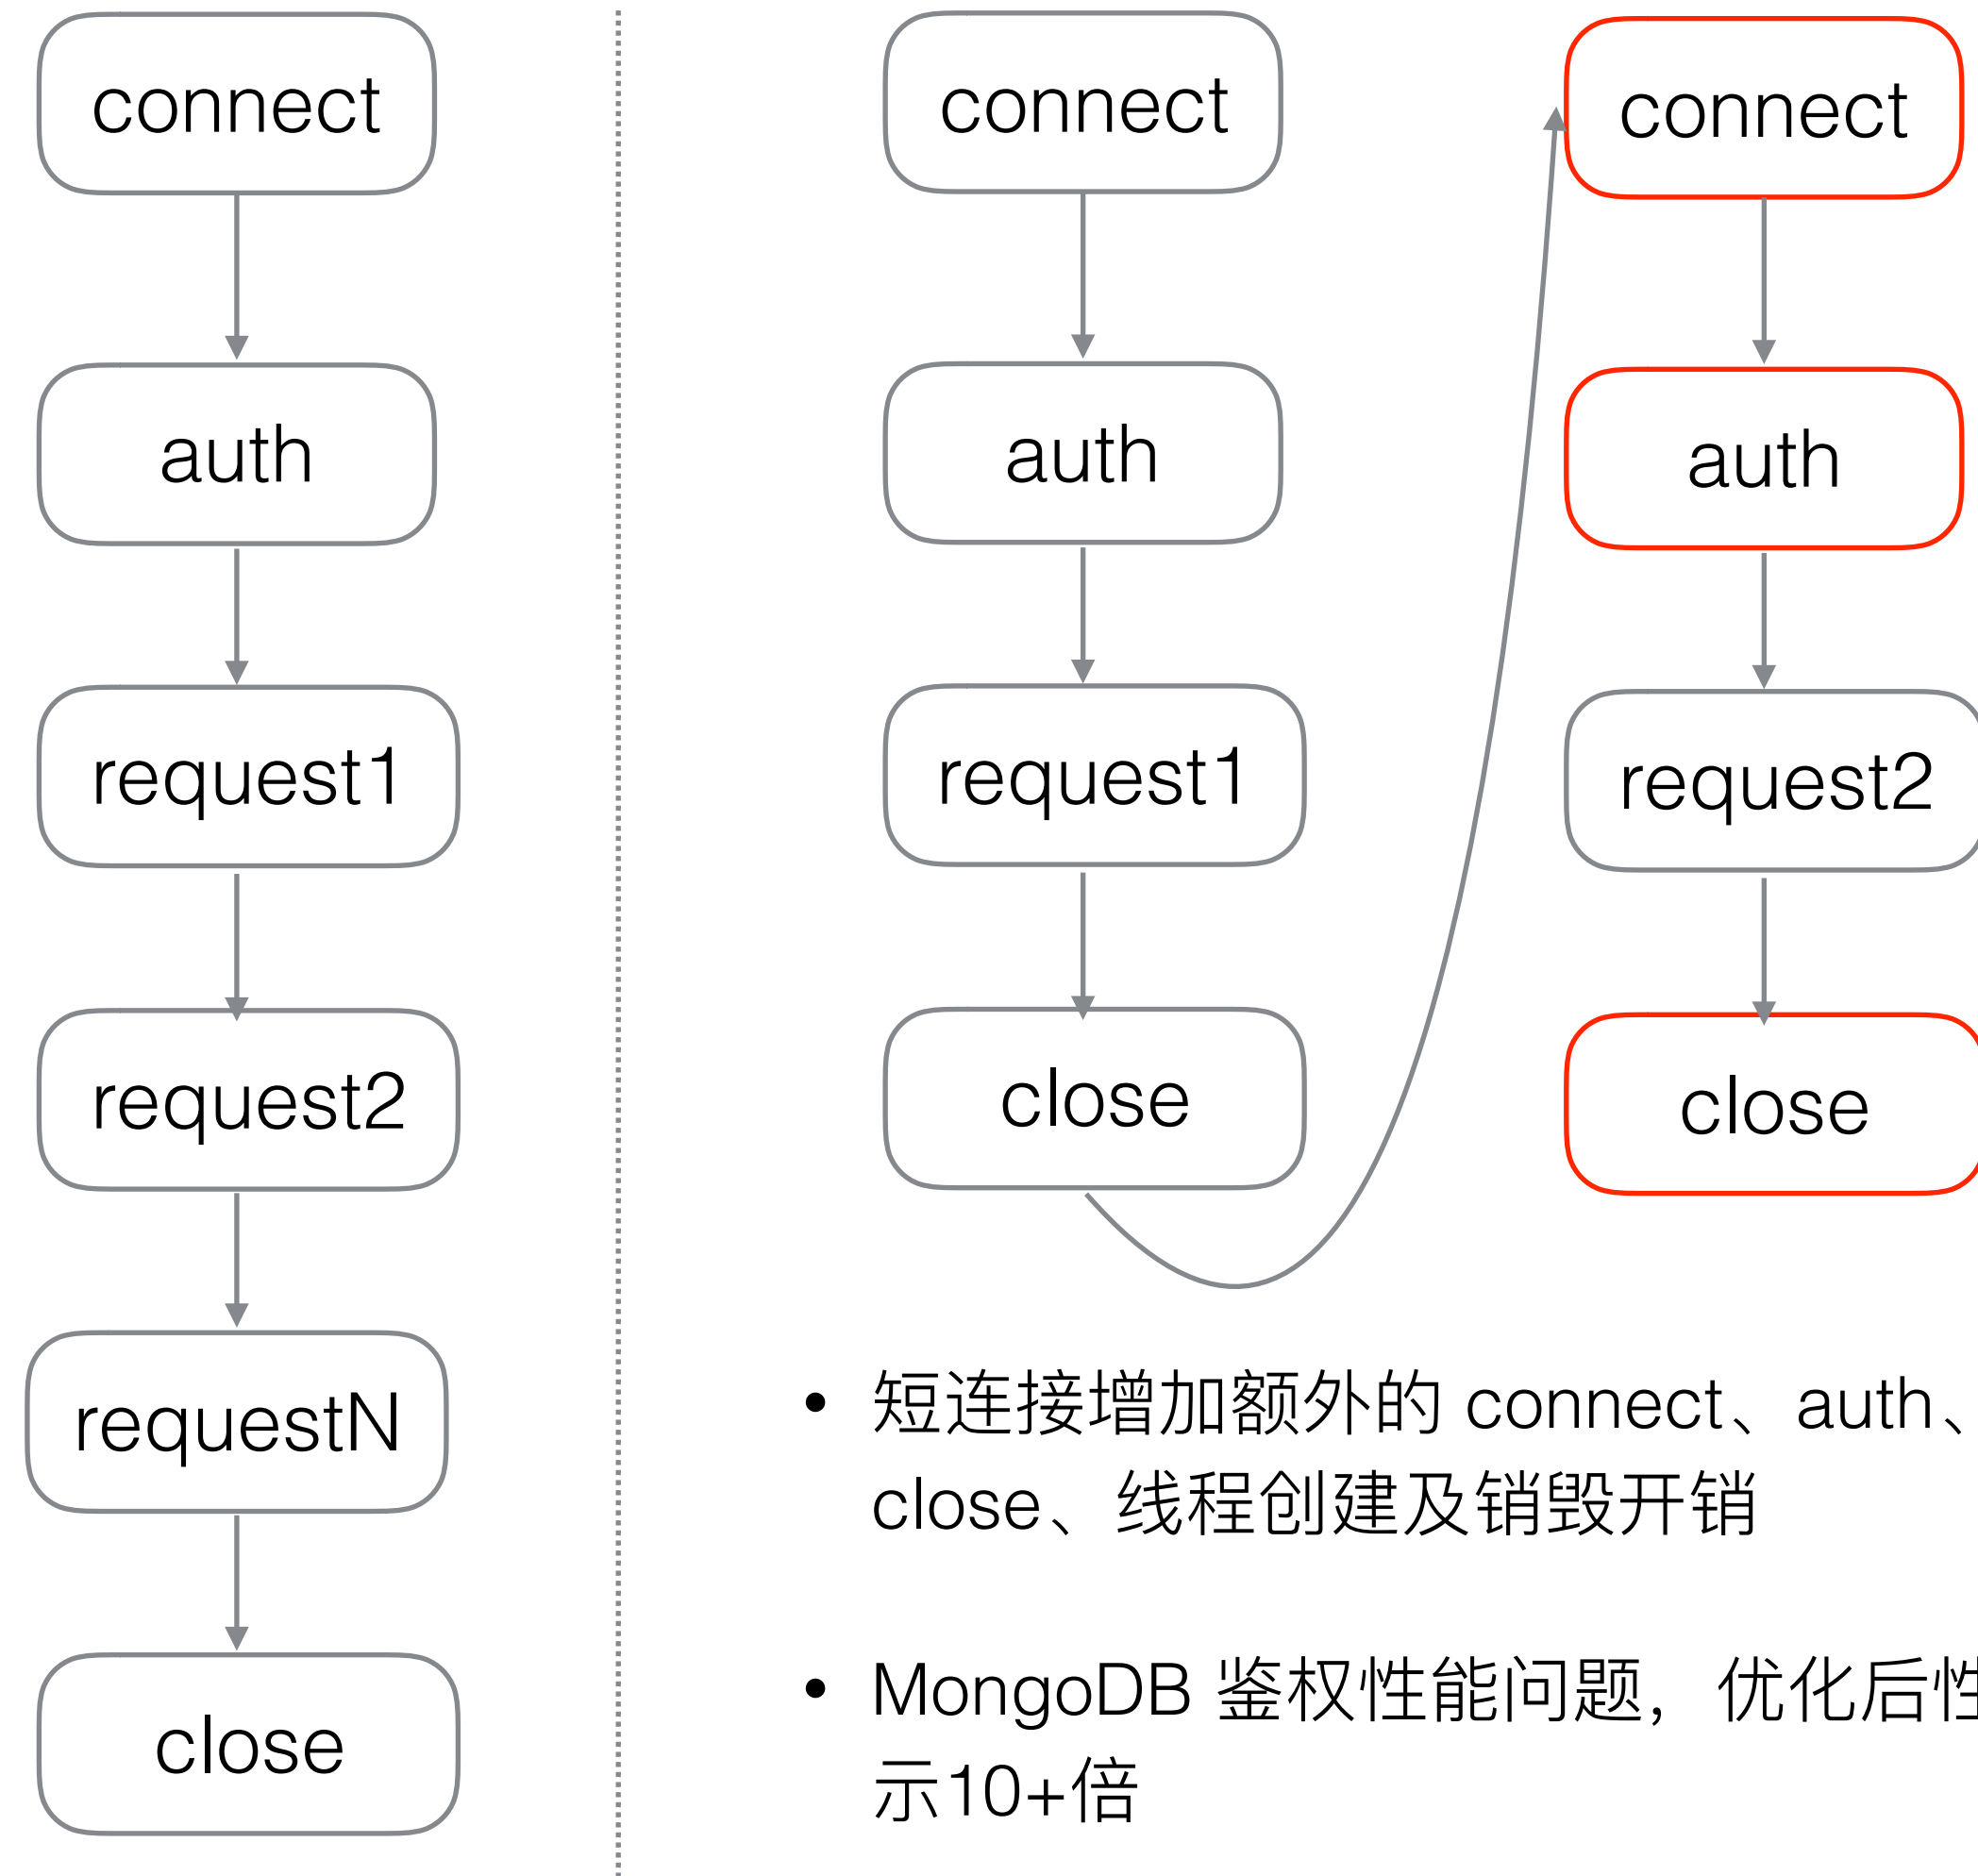 connect
auth
request1
request2
requestN
close
connect
auth
request1
close
connect
auth
request2
close
• 短连接增加额外的 connect、 auth、
close、线程创建及销毁开销
• MongoDB 鉴权性能问题，优化后
示10+倍